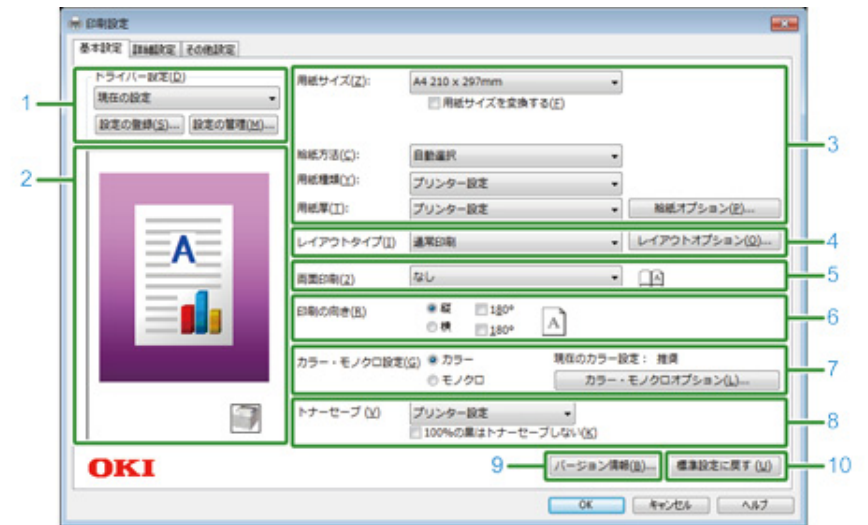 印刷設定
基本設定 詳細設定 その他設定
ドライバー設定(D)
現在の設定
設定の登録(S)... 設定の管理(M)...
1
2
A
OKI
用紙サイズ(Z): A4 210 x 297mm
用紙サイズを変換する(E)
給紙方法(C): 自動選択
用紙種類(Y): プリンター設定
用紙厚(T): プリンター設定 給紙オプション(P)...
3
レイアウトタイプ(I) 通常印刷 レイアウトオプション(O)...
4
両面印刷(2) なし A
5
印刷の向き(R) 縦 180°
横 180°
A
6
カラー・モノクロ設定(G) カラー 現在のカラー設定： 推奨
モノクロ カラー・モノクロオプション(L)...
7
トナーセーブ (V) プリンター設定
100%の黒はトナーセーブしない(K)
8
9 バージョン情報(B)... 標準設定に戻す (U) 10
OK キャンセル ヘルプ